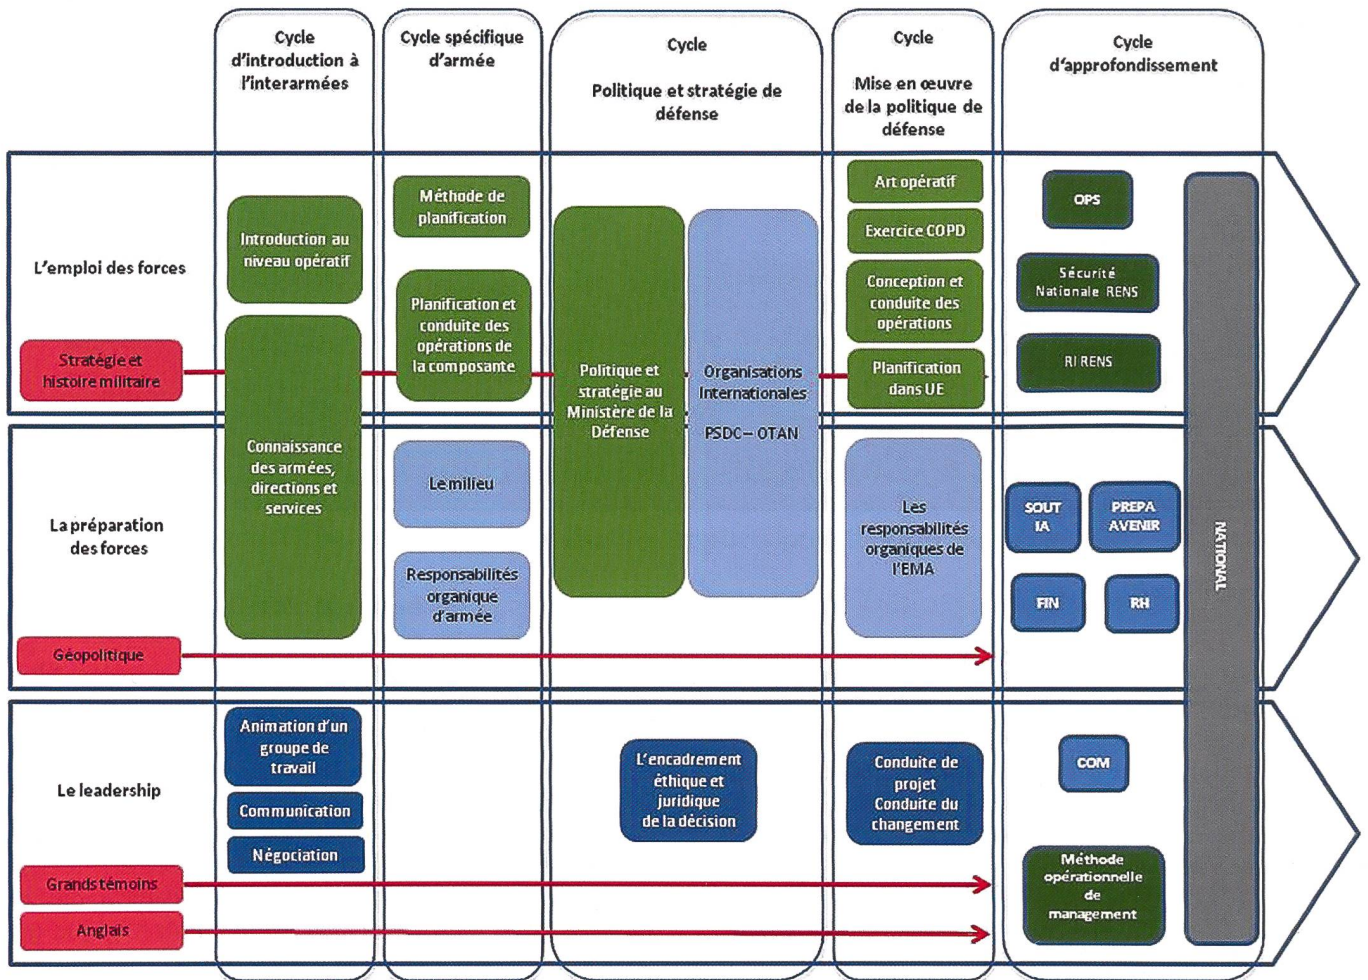 Cycle
d'introduction à
l'interarmées
Cycle spécifique
d'armée
Cycle
Politique et stratégie de
défense
Cycle
Mise en œuvre
de la politique de
défense
Cycle
d'approfondissement
L'emploi des forces
Stratégie et
histoire militaire
Introduction au
niveau opératif
Connaissance
des armées,
directions et
services
Méthode de
planification
Planification et
conduite des
opérations de
la composante
Politique et
stratégie au
Ministère de la
Défense
Organisations
Internationales
PSDC – OTAN
Art opératif
Exercice COPD
Conception et
conduite des
opérations
Planification
dans UE
OPS
Sécurité
Nationale RENS
RI RENS
NATIONAL
La préparation
des forces
Géopolitique
Le milieu
Responsabilités
organique
d'armée
Les
responsabilités
organiques de
l'EMA
SOUT
IA
PREPA
AVENIR
FIN
RH
Le leadership
Grands témoins
Anglais
Animation d'un
groupe de
travail
Communication
Négociation
L'encadrement
éthique et
juridique
de la décision
Conduite de
projet
Conduite du
changement
COM
Méthode
opérationnelle
de
management